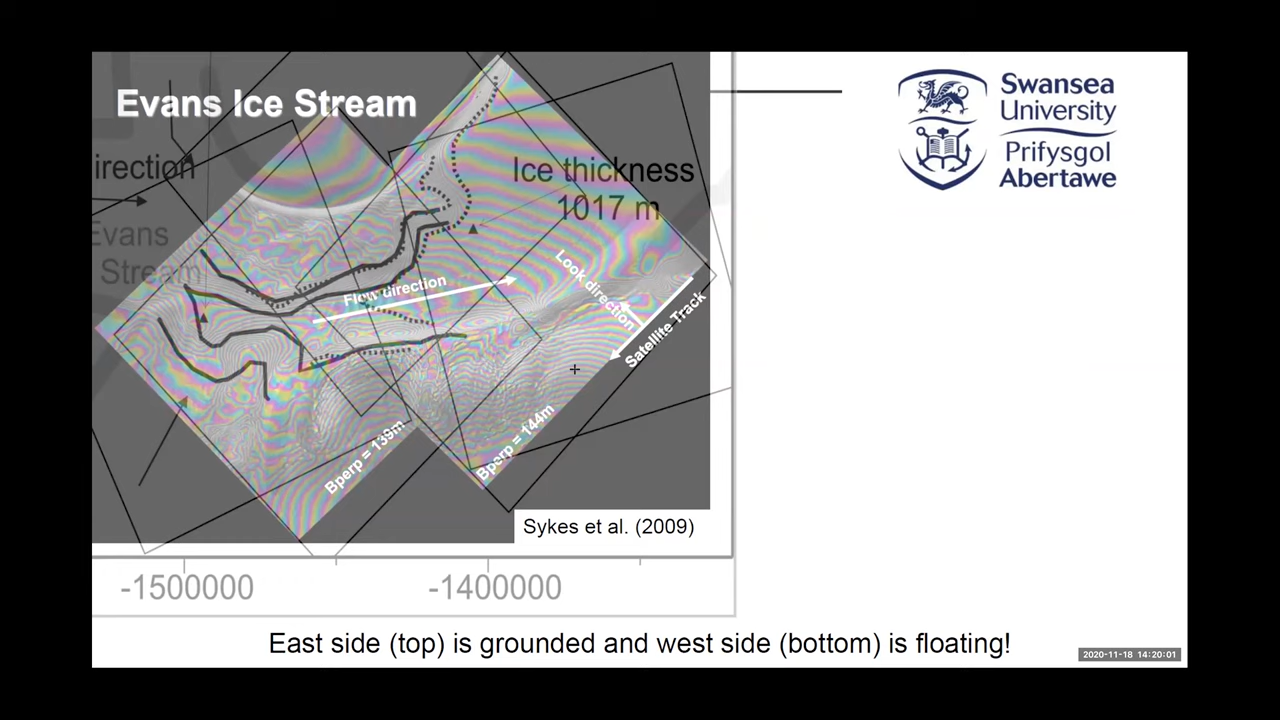 Evans Ice Stream
Swansea
University
Prifysgol
Abertawe
irection
Ice thickness
1017 m
Evans
Stream
Flow direction
Look direction
Satellite Track
Bperp = 139m
Bperp = 144m
Sykes et al. (2009)
-1500000
-1400000
East side (top) is grounded and west side (bottom) is floating!
2020-11-18 14:20:01